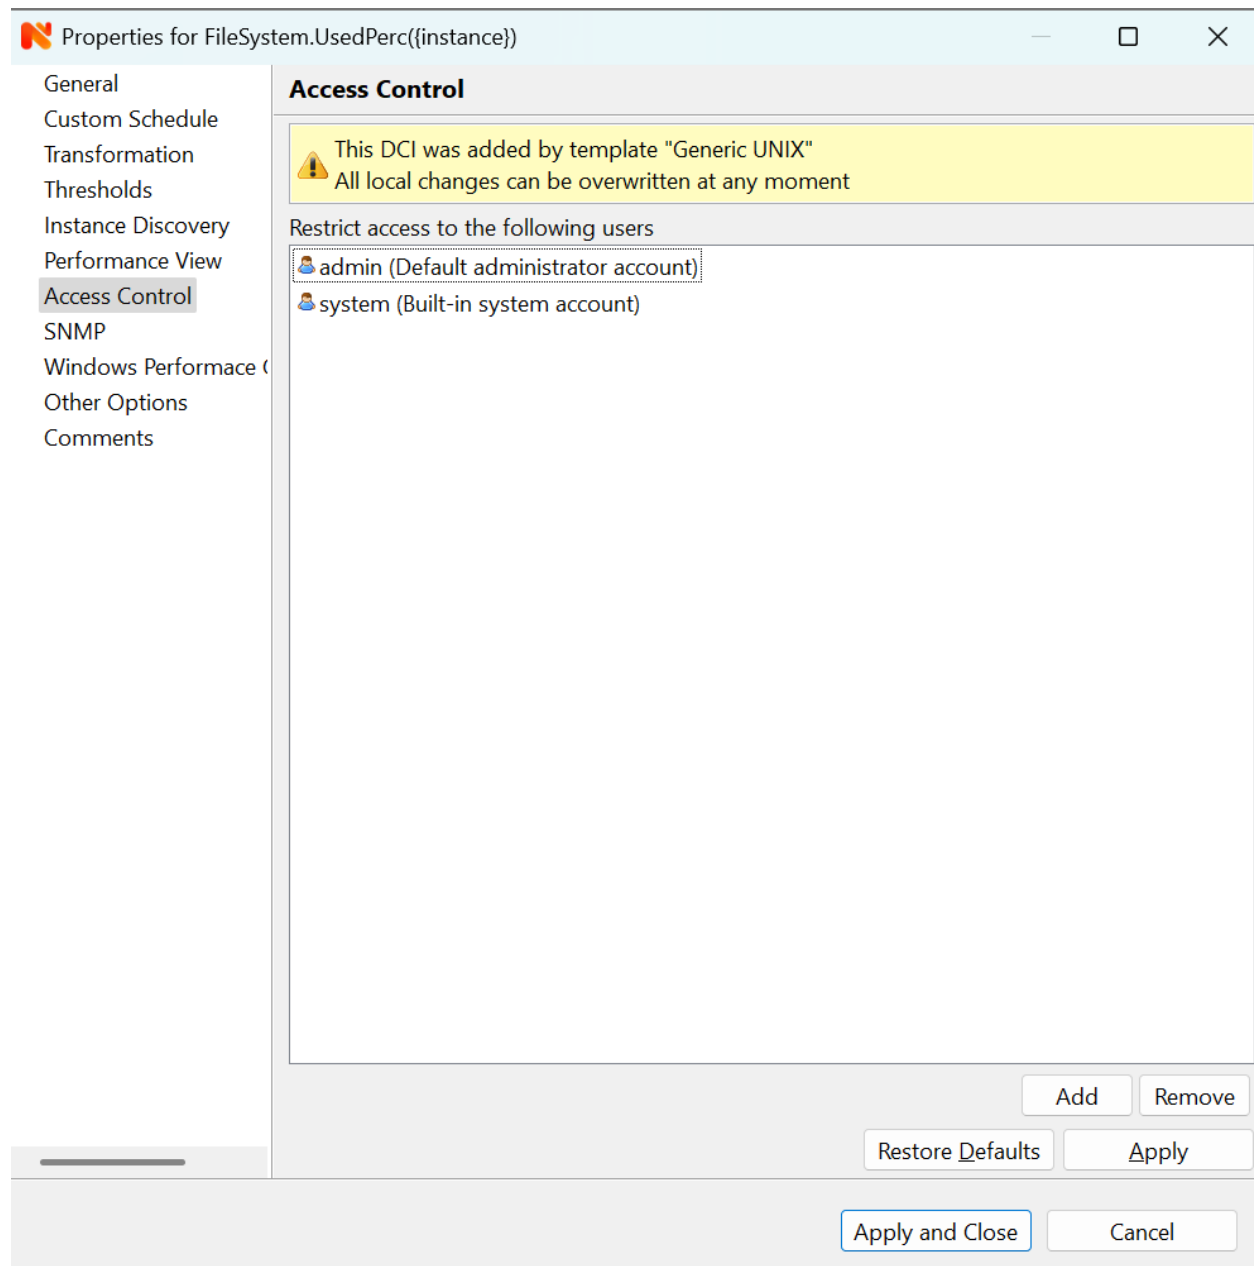 Properties for FileSystem.UsedPerc({instance})
General
Custom Schedule
Transformation
Thresholds
Instance Discovery
Performance View
Access Control
SNMP
Windows Performace
Other Options
Comments
Access Control
This DCI was added by template "Generic UNIX"
All local changes can be overwritten at any moment
Restrict access to the following users
admin (Default administrator account)
system (Built-in system account)
Add
Remove
Restore Defaults
Apply
Apply and Close
Cancel